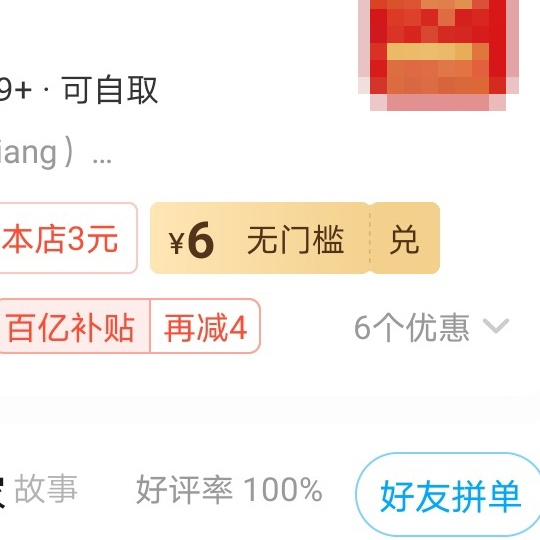 9+ · 可自取
iang）...
本店3元 ¥6 无门槛 兑
百亿补贴 再减4 6个优惠
故事 好评率 100% 好友拼单